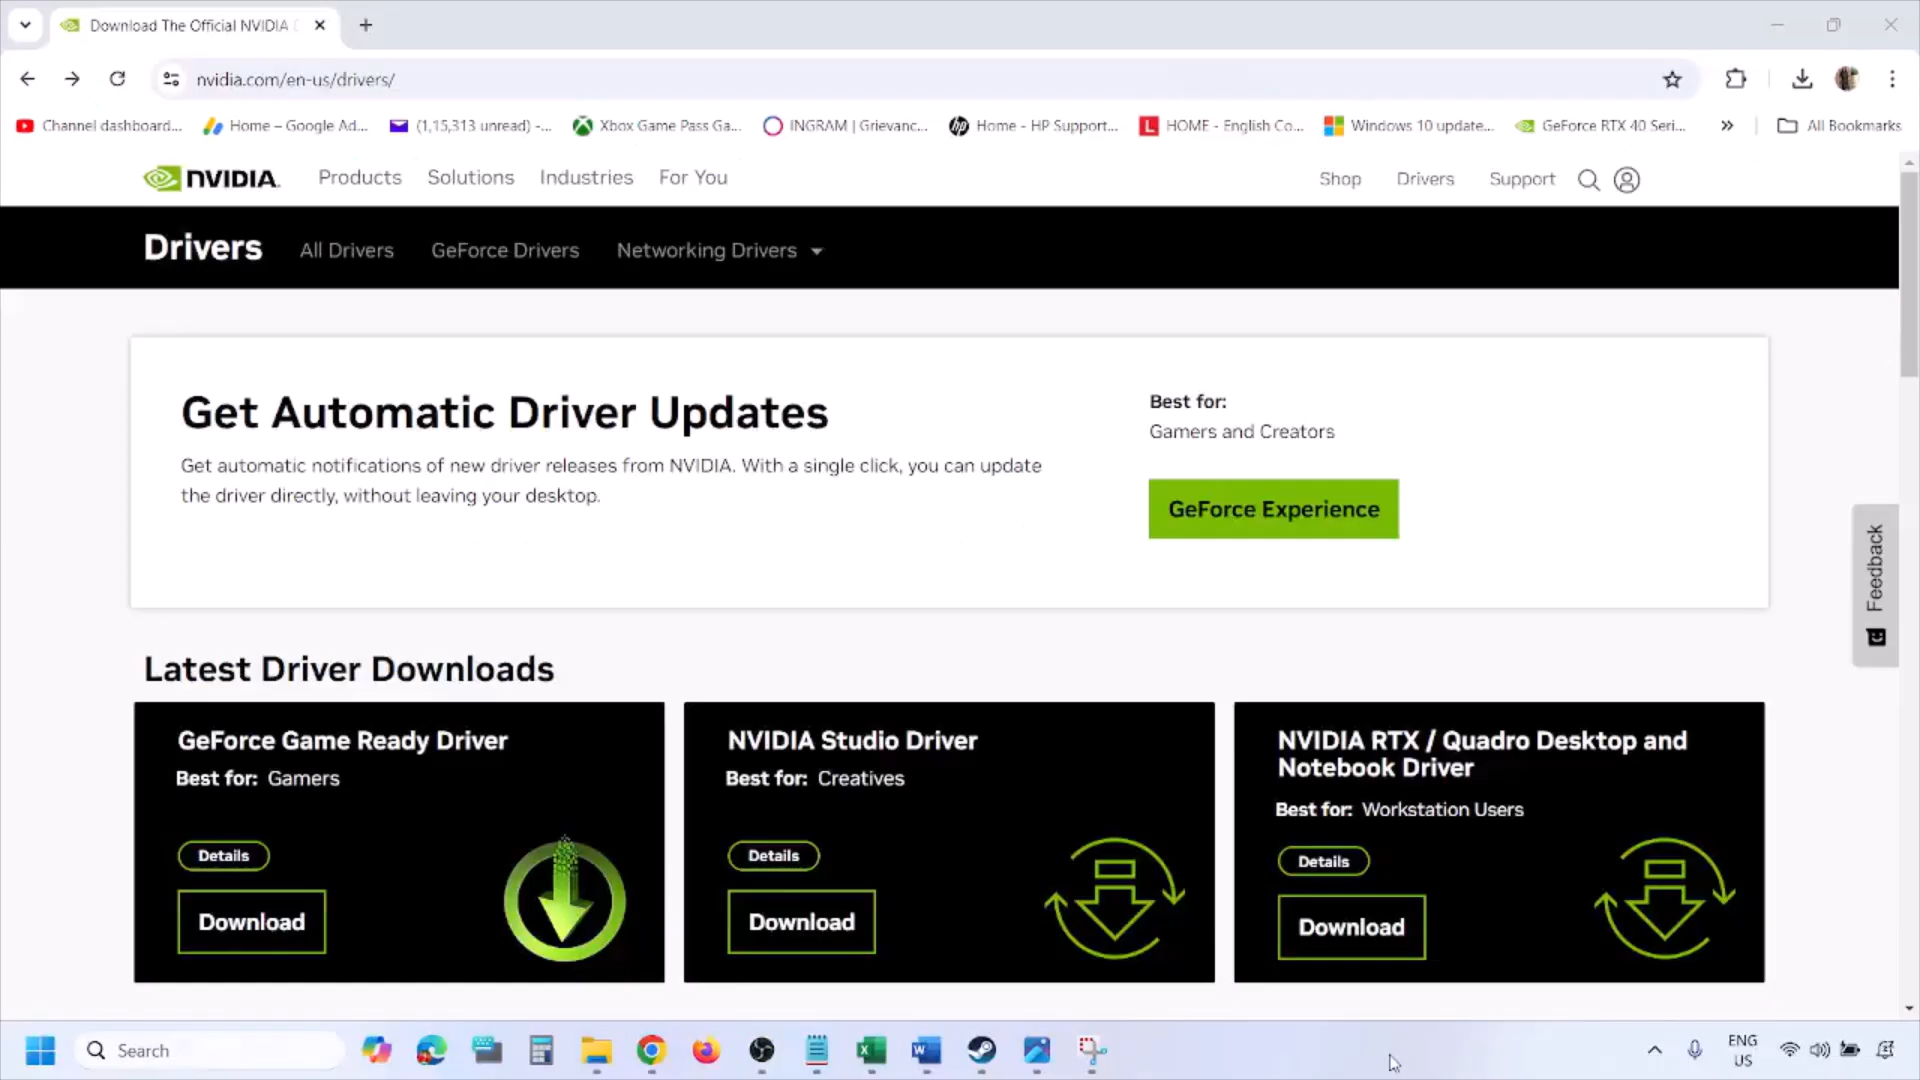 Download The Official NVIDIA
nvidia.com/en-us/drivers/
Channel dashboard...
Home – Google Ad...
(1,15,313 unread) -...
Xbox Game Pass Ga...
INGRAM | Grievanc...
Home - HP Support...
HOME - English Co...
Windows 10 update...
GeForce RTX 40 Seri...
All Bookmarks
NVIDIA.
Products
Solutions
Industries
For You
Shop
Drivers
Support
Drivers
All Drivers
GeForce Drivers
Networking Drivers
Get Automatic Driver Updates
Get automatic notifications of new driver releases from NVIDIA. With a single click, you can update
the driver directly, without leaving your desktop.
Best for:
Gamers and Creators
GeForce Experience
Feedback
Latest Driver Downloads
GeForce Game Ready Driver
Best for: Gamers
Details
Download
NVIDIA Studio Driver
Best for: Creatives
Details
Download
NVIDIA RTX / Quadro Desktop and
Notebook Driver
Best for: Workstation Users
Details
Download
Search
ENG
US